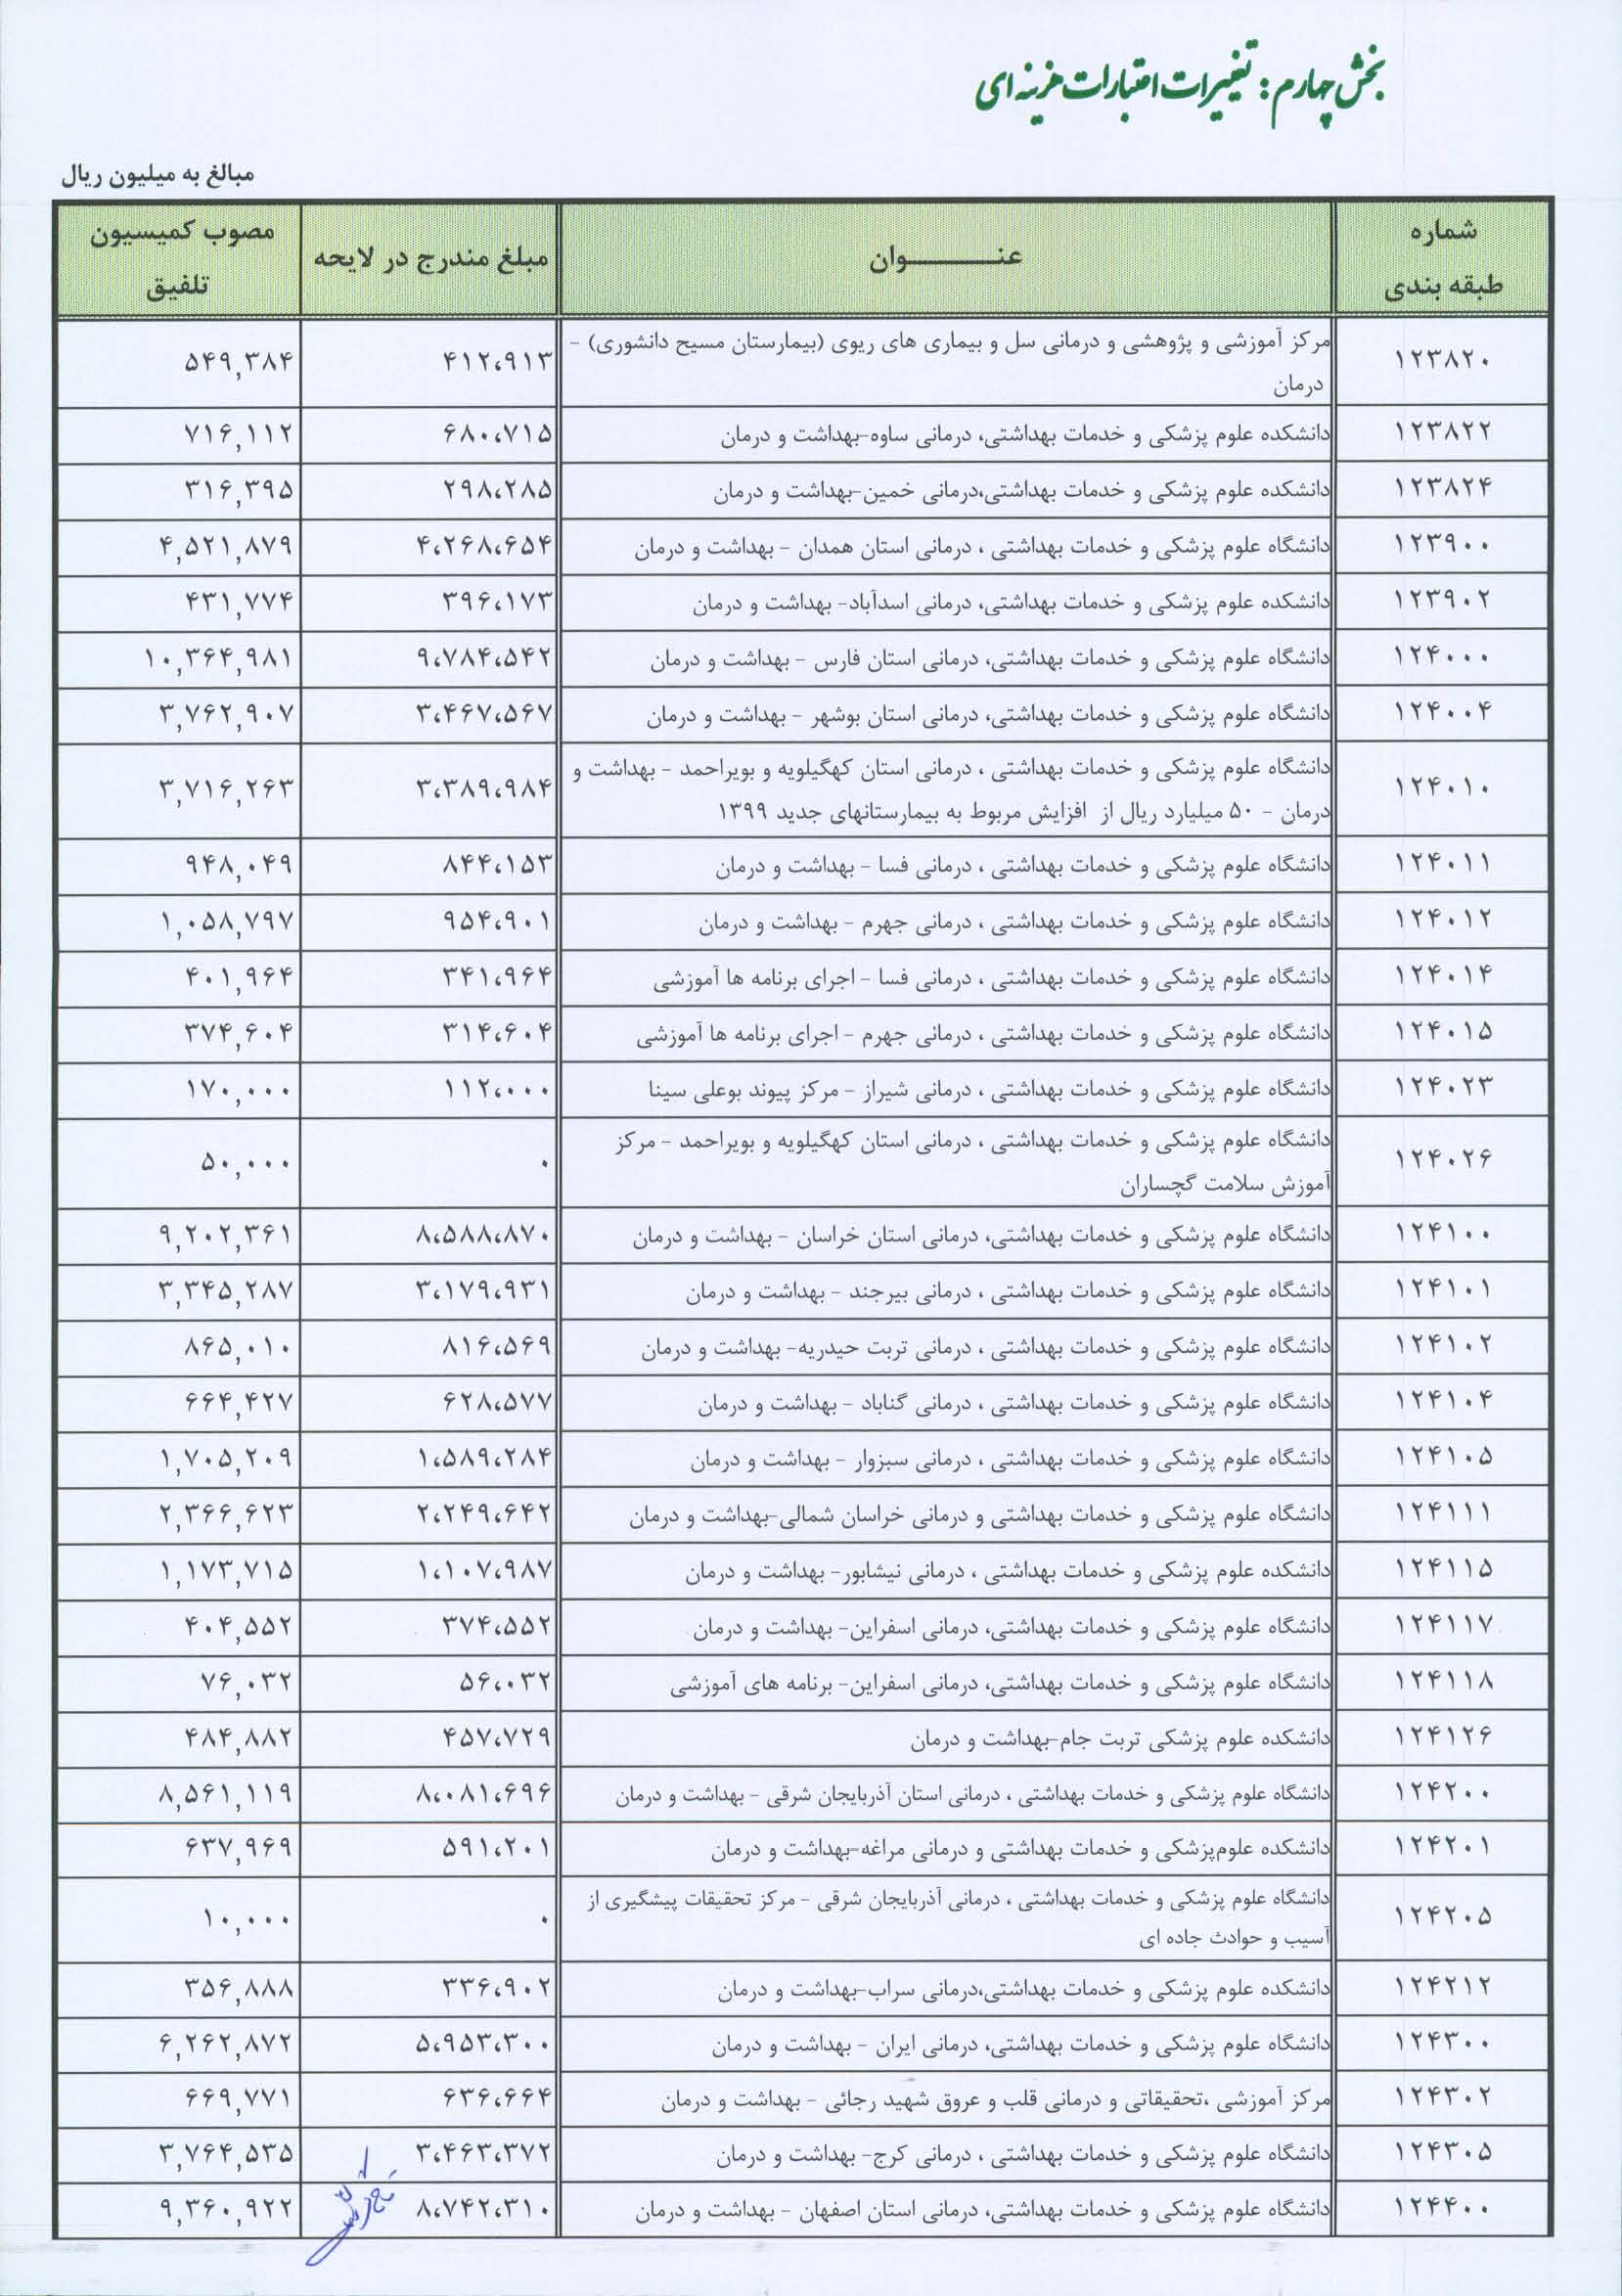 بخش چهارم: تغییرات اعتبارات هزینه ای
مبالغ به میلیون ریال
شماره طبقه بندی | عنـــــــــوان | مبلغ مندرج در لایحه | مصوب کمیسیون تلفیق
۱۲۳۸۲۰ | مرکز آموزشی و پژوهشی و درمانی سل و بیماری های ریوی (بیمارستان مسیح دانشوری) - درمان | ۴۱۲،۹۱۳ | ۵۴۹,۳۸۴
۱۲۳۸۲۲ | دانشکده علوم پزشکی و خدمات بهداشتی، درمانی ساوه-بهداشت و درمان | ۶۸۰،۷۱۵ | ۷۱۶,۱۱۲
۱۲۳۸۲۴ | دانشکده علوم پزشکی و خدمات بهداشتی،درمانی خمین-بهداشت و درمان | ۲۹۸،۲۸۵ | ۳۱۶,۳۹۵
۱۲۳۹۰۰ | دانشگاه علوم پزشکی و خدمات بهداشتی ، درمانی استان همدان - بهداشت و درمان | ۴،۲۶۸،۶۵۴ | ۴,۵۲۱,۸۷۹
۱۲۳۹۰۲ | دانشکده علوم پزشکی و خدمات بهداشتی، درمانی اسدآباد- بهداشت و درمان | ۳۹۶،۱۷۳ | ۴۳۱,۷۷۴
۱۲۴۰۰۰ | دانشگاه علوم پزشکی و خدمات بهداشتی، درمانی استان فارس - بهداشت و درمان | ۹،۷۸۴،۵۴۲ | ۱۰,۳۶۴,۹۸۱
۱۲۴۰۰۴ | دانشگاه علوم پزشکی و خدمات بهداشتی، درمانی استان بوشهر - بهداشت و درمان | ۳،۴۶۷،۵۶۷ | ۳,۷۶۲,۹۰۷
۱۲۴۰۱۰ | دانشگاه علوم پزشکی و خدمات بهداشتی ، درمانی استان کهگیلویه و بویراحمد - بهداشت و درمان - ۵۰ میلیارد ریال از افزایش مربوط به بیمارستانهای جدید ۱۳۹۹ | ۳،۳۸۹،۹۸۴ | ۳,۷۱۶,۲۶۳
۱۲۴۰۱۱ | دانشگاه علوم پزشکی و خدمات بهداشتی ، درمانی فسا - بهداشت و درمان | ۸۴۴،۱۵۳ | ۹۴۸,۰۴۹
۱۲۴۰۱۲ | دانشگاه علوم پزشکی و خدمات بهداشتی ، درمانی جهرم - بهداشت و درمان | ۹۵۴،۹۰۱ | ۱,۰۵۸,۷۹۷
۱۲۴۰۱۴ | دانشگاه علوم پزشکی و خدمات بهداشتی ، درمانی فسا - اجرای برنامه ها آموزشی | ۳۴۱،۹۶۴ | ۴۰۱,۹۶۴
۱۲۴۰۱۵ | دانشگاه علوم پزشکی و خدمات بهداشتی ، درمانی جهرم - اجرای برنامه ها آموزشی | ۳۱۴،۶۰۴ | ۳۷۴,۶۰۴
۱۲۴۰۲۳ | دانشگاه علوم پزشکی و خدمات بهداشتی ، درمانی شیراز - مرکز پیوند بوعلی سینا | ۱۱۲،۰۰۰ | ۱۷۰,۰۰۰
۱۲۴۰۲۶ | دانشگاه علوم پزشکی و خدمات بهداشتی ، درمانی استان کهگیلویه و بویراحمد - مرکز آموزش سلامت گچساران | ۰ | ۵۰,۰۰۰
۱۲۴۱۰۰ | دانشگاه علوم پزشکی و خدمات بهداشتی، درمانی استان خراسان - بهداشت و درمان | ۸،۵۸۸،۸۷۰ | ۹,۲۰۲,۳۶۱
۱۲۴۱۰۱ | دانشگاه علوم پزشکی و خدمات بهداشتی ، درمانی بیرجند - بهداشت و درمان | ۳،۱۷۹،۹۳۱ | ۳,۳۴۵,۲۸۷
۱۲۴۱۰۲ | دانشگاه علوم پزشکی و خدمات بهداشتی ، درمانی تربت حیدریه- بهداشت و درمان | ۸۱۶،۵۶۹ | ۸۶۵,۰۱۰
۱۲۴۱۰۴ | دانشگاه علوم پزشکی و خدمات بهداشتی ، درمانی گناباد - بهداشت و درمان | ۶۲۸،۵۷۷ | ۶۶۴,۴۲۷
۱۲۴۱۰۵ | دانشگاه علوم پزشکی و خدمات بهداشتی ، درمانی سبزوار - بهداشت و درمان | ۱،۵۸۹،۲۸۴ | ۱,۷۰۵,۲۰۹
۱۲۴۱۱۱ | دانشگاه علوم پزشکی و خدمات بهداشتی و درمانی خراسان شمالی-بهداشت و درمان | ۲،۲۴۹،۶۴۲ | ۲,۳۶۶,۶۲۳
۱۲۴۱۱۵ | دانشکده علوم پزشکی و خدمات بهداشتی ، درمانی نیشابور- بهداشت و درمان | ۱،۱۰۷،۹۸۷ | ۱,۱۷۳,۷۱۵
۱۲۴۱۱۷ | دانشگاه علوم پزشکی و خدمات بهداشتی، درمانی اسفراین- بهداشت و درمان | ۳۷۴،۵۵۲ | ۴۰۴,۵۵۲
۱۲۴۱۱۸ | دانشگاه علوم پزشکی و خدمات بهداشتی، درمانی اسفراین- برنامه های آموزشی | ۵۶،۰۳۲ | ۷۶,۰۳۲
۱۲۴۱۲۶ | دانشکده علوم پزشکی تربت جام-بهداشت و درمان | ۴۵۷،۷۲۹ | ۴۸۴,۸۸۲
۱۲۴۲۰۰ | دانشگاه علوم پزشکی و خدمات بهداشتی ، درمانی استان آذربایجان شرقی - بهداشت و درمان | ۸،۰۸۱،۶۹۶ | ۸,۵۶۱,۱۱۹
۱۲۴۲۰۱ | دانشکده علوم‌پزشکی و خدمات بهداشتی و درمانی مراغه-بهداشت و درمان | ۵۹۱،۲۰۱ | ۶۳۷,۹۶۹
۱۲۴۲۰۵ | دانشگاه علوم پزشکی و خدمات بهداشتی ، درمانی آذربایجان شرقی - مرکز تحقیقات پیشگیری از آسیب و حوادث جاده ای | ۰ | ۱۰,۰۰۰
۱۲۴۲۱۲ | دانشکده علوم پزشکی و خدمات بهداشتی،درمانی سراب-بهداشت و درمان | ۳۳۶،۹۰۲ | ۳۵۶,۸۸۸
۱۲۴۳۰۰ | دانشگاه علوم پزشکی و خدمات بهداشتی، درمانی ایران - بهداشت و درمان | ۵،۹۵۳،۳۰۰ | ۶,۲۶۲,۸۷۲
۱۲۴۳۰۲ | مرکز آموزشی ،تحقیقاتی و درمانی قلب و عروق شهید رجائی - بهداشت و درمان | ۶۳۶،۶۶۴ | ۶۶۹,۷۷۱
۱۲۴۳۰۵ | دانشگاه علوم پزشکی و خدمات بهداشتی ، درمانی کرج- بهداشت و درمان | ۳،۴۶۳،۳۷۲ | ۳,۷۶۴,۵۳۵
۱۲۴۴۰۰ | دانشگاه علوم پزشکی و خدمات بهداشتی، درمانی استان اصفهان - بهداشت و درمان | ۸،۷۴۲،۳۱۰ | ۹,۳۶۰,۹۲۲